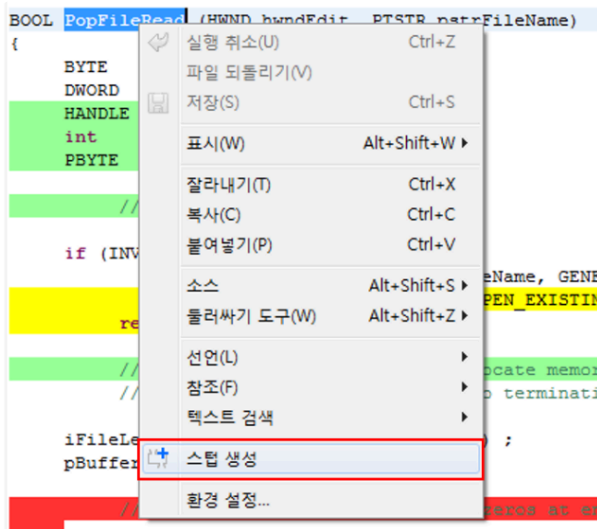 BOOL PopFileRead (HWND hwndEdit, PTSTR pstrFileName)
{
BYTE
DWORD
HANDLE
int
PBYTE
//
if (INV
eName, GENE
PEN_EXISTIN
re
// ocate memor
// terminati
iFileLe ) ;
pBuffer
// zeros at en
실행 취소(U) Ctrl+Z
파일 되돌리기(V)
저장(S) Ctrl+S
표시(W) Alt+Shift+W
잘라내기(T) Ctrl+X
복사(C) Ctrl+C
붙여넣기(P) Ctrl+V
소스 Alt+Shift+S
둘러싸기 도구(W) Alt+Shift+Z
선언(L)
참조(F)
텍스트 검색
스텁 생성
환경 설정...